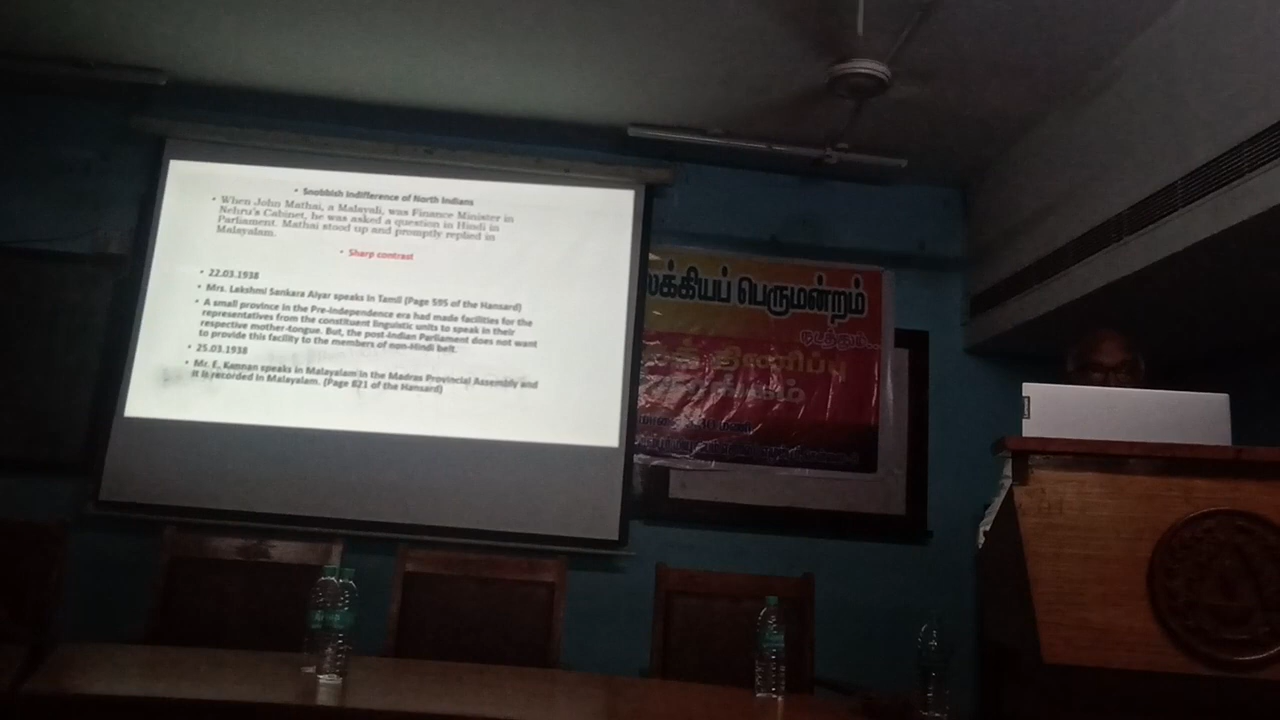 • Snobbish Indifference of North Indians
• When John Mathai, a Malayali, was Finance Minister in
Nehru's Cabinet, he was asked a question in Hindi in
Parliament. Mathai stood up and promptly replied in
Malayalam.
• Sharp contrast
• 22.03.1938
• Mrs. Lakshmi Sankara Aiyar speaks in Tamil (Page 595 of the Hansard)
• A small province in the Pre-Independence era had made facilities for the
representatives from the constituent linguistic units to speak in their
respective mother-tongue. But, the post-Indian Parliament does not want
to provide this facility to the members of non-Hindi belt.
• 25.03.1938
• Mr. E. Kannan speaks in Malayalam in the Madras Provincial Assembly and
it is recorded in Malayalam. (Page 821 of the Hansard)
லக்கியப் பெருமன்றம்
நடத்தும்..
திணிப்பு
Lenovo